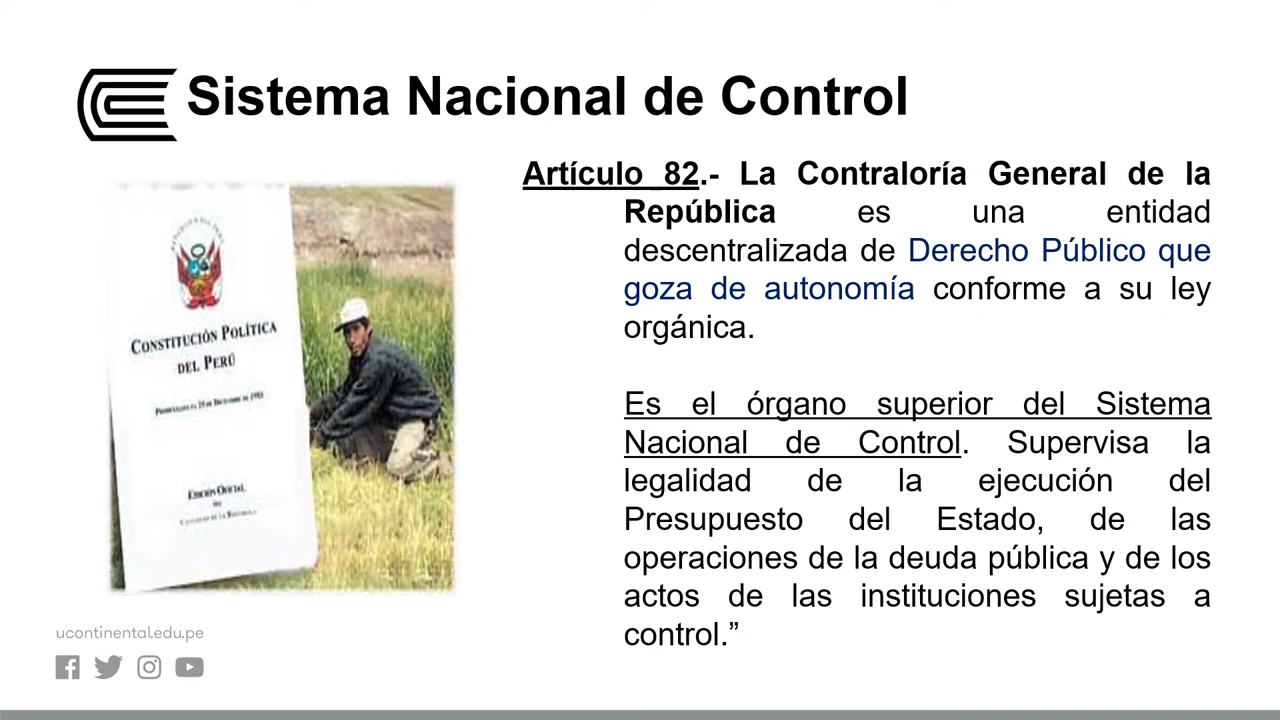 Sistema Nacional de Control
Artículo 82.- La Contraloría General de la
República es una entidad
descentralizada de Derecho Público que
goza de autonomía conforme a su ley
orgánica.
Es el órgano superior del Sistema
Nacional de Control. Supervisa la
legalidad de la ejecución del
Presupuesto del Estado, de las
operaciones de la deuda pública y de los
actos de las instituciones sujetas a
control.”
CONSTITUCIÓN POLÍTICA
DEL PERÚ
EDICIÓN OFICIAL
ucontinental.edu.pe